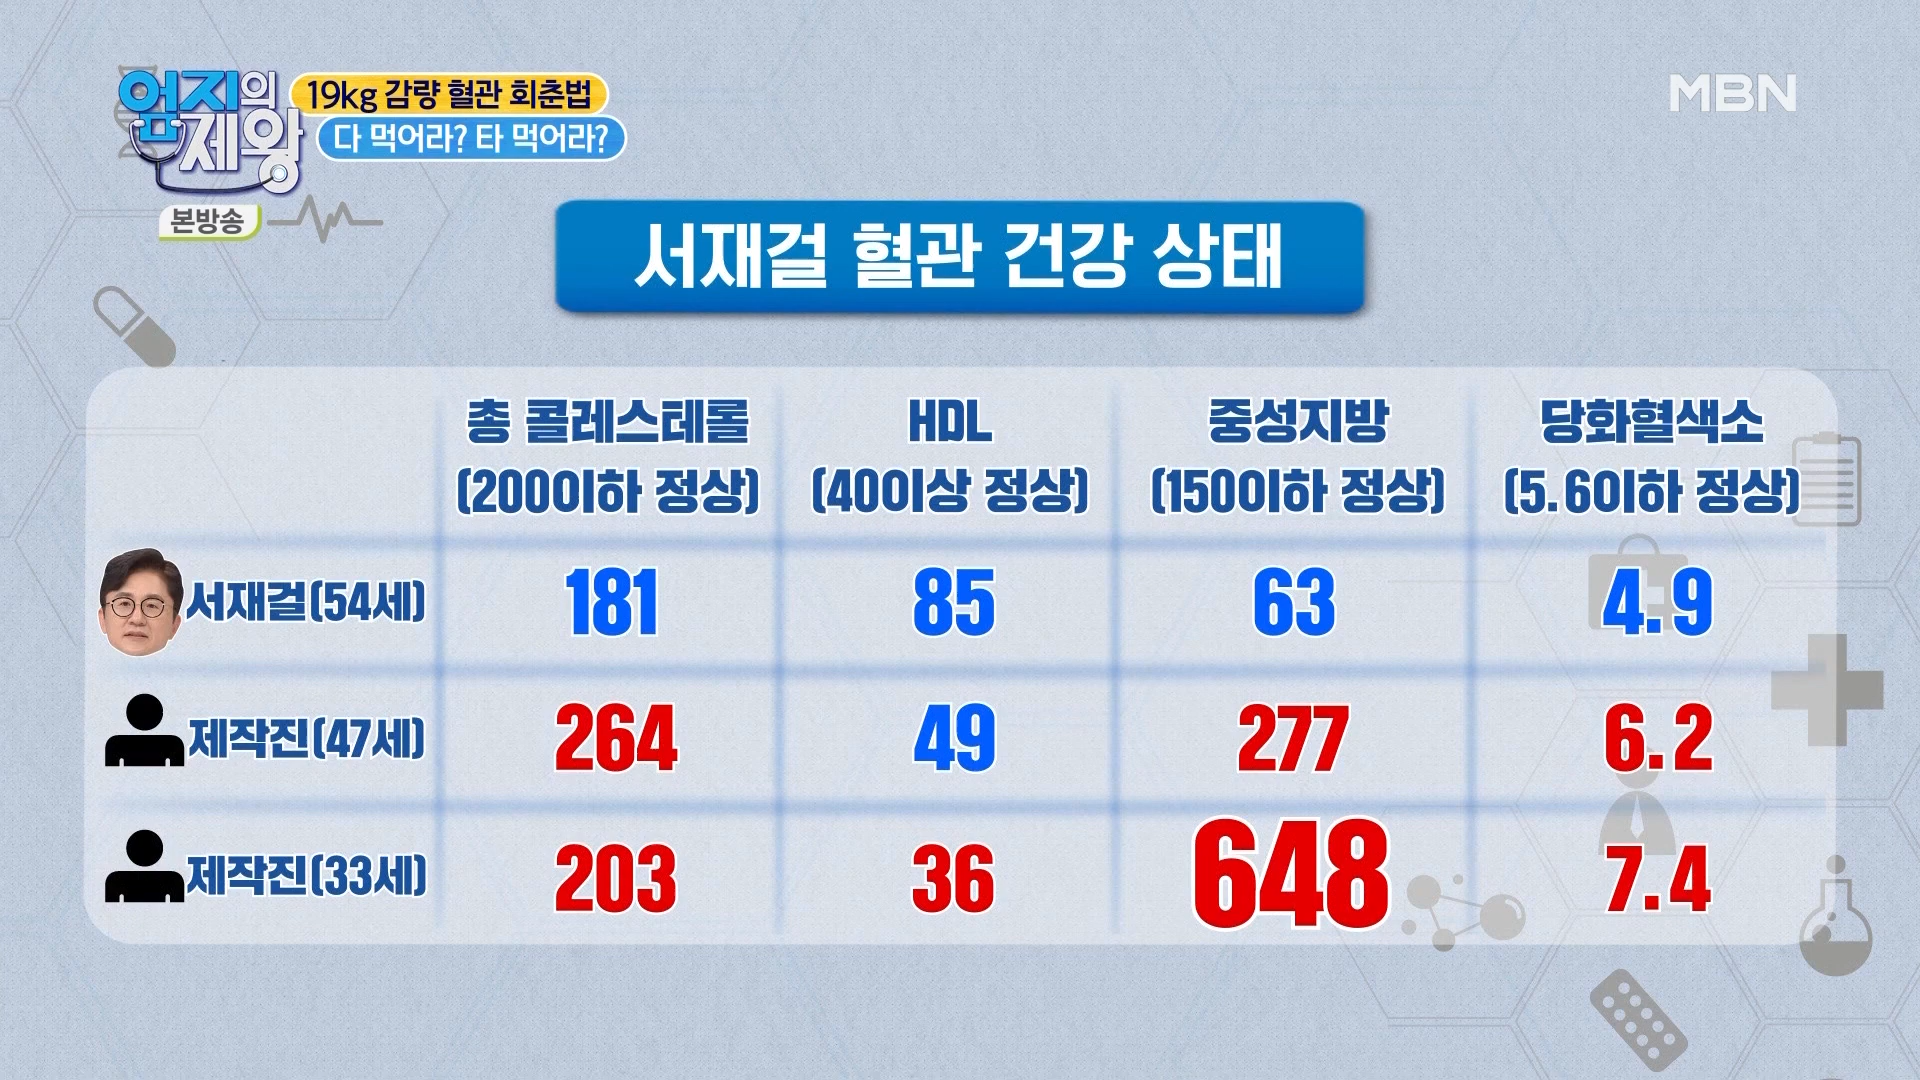 엄지의 제왕
19kg 감량 혈관 회춘법
다 먹어라? 타 먹어라?
본방송
MBN
서재걸 혈관 건강 상태
총 콜레스테롤 HDL 중성지방 당화혈색소
(200이하 정상) (40이상 정상) (150이하 정상) (5.6이하 정상)
서재걸(54세) 181 85 63 4.9
제작진(47세) 264 49 277 6.2
제작진(33세) 203 36 648 7.4